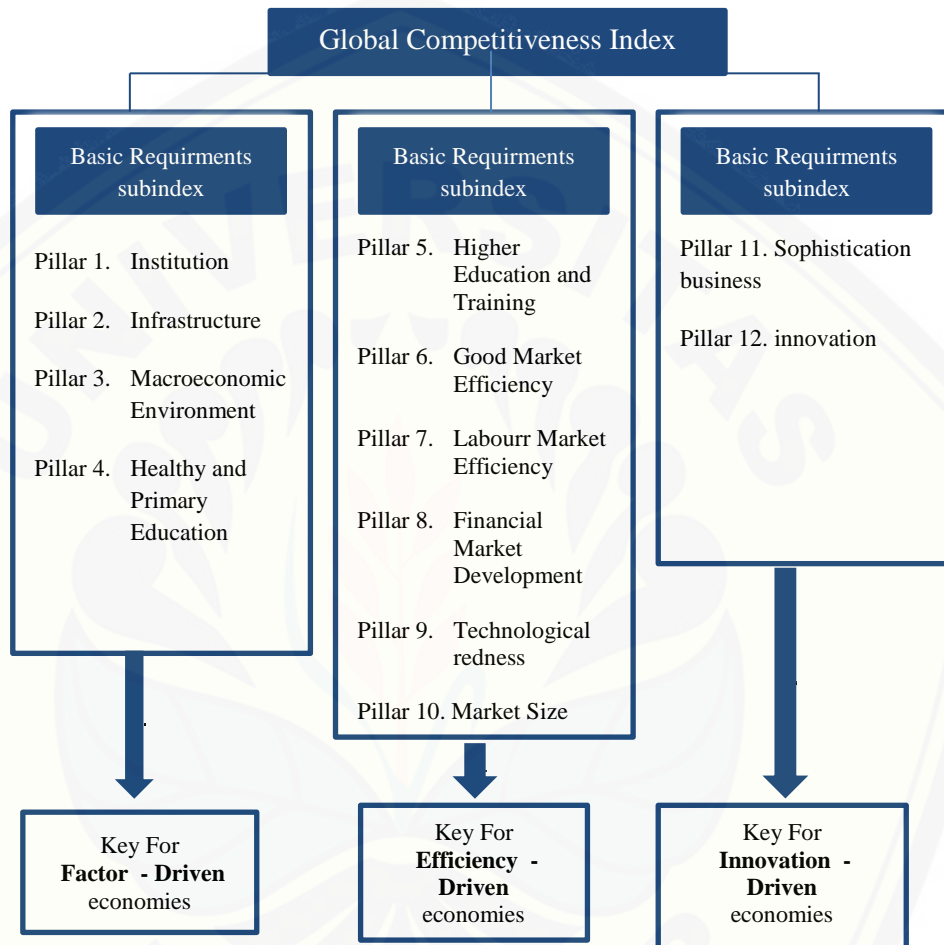 Global Competitiveness Index
Basic Requirments
subindex
Pillar 1. Institution
Pillar 2. Infrastructure
Pillar 3. Macroeconomic
Environment
Pillar 4. Healthy and
Primary
Education
Key For
Factor - Driven
economies
Basic Requirments
subindex
Pillar 5. Higher
Education and
Training
Pillar 6. Good Market
Efficiency
Pillar 7. Labourr Market
Efficiency
Pillar 8. Financial
Market
Development
Pillar 9. Technological
redness
Pillar 10. Market Size
Key For
Efficiency -
Driven
economies
Basic Requirments
subindex
Pillar 11. Sophistication
business
Pillar 12. innovation
Key For
Innovation -
Driven
economies
UNIVERSITAS